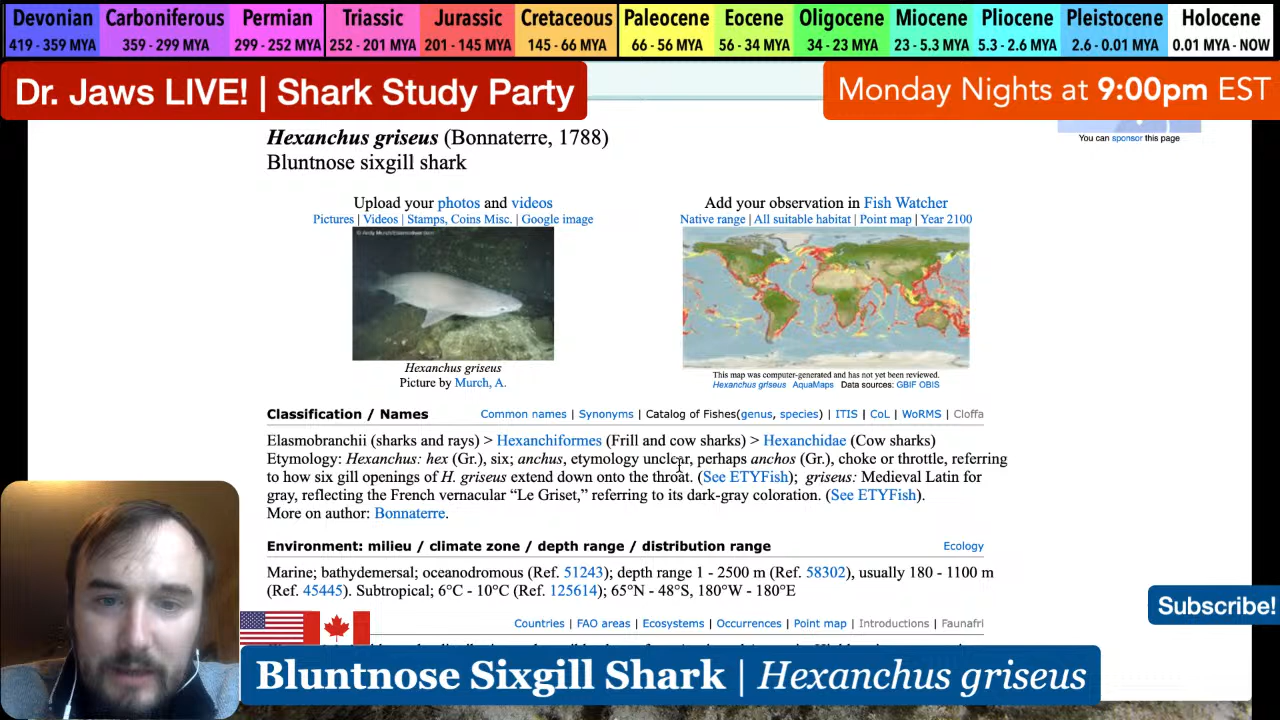 Devonian Carboniferous Permian Triassic Jurassic Cretaceous Paleocene Eocene Oligocene Miocene Pliocene Pleistocene Holocene
419 - 359 MYA 359 - 299 MYA 299 - 252 MYA 252 - 201 MYA 201 - 145 MYA 145 - 66 MYA 66 - 56 MYA 56 - 34 MYA 34 - 23 MYA 23 - 5.3 MYA 5.3 - 2.6 MYA 2.6 - 0.01 MYA 0.01 MYA - NOW
Dr. Jaws LIVE! | Shark Study Party
Monday Nights at 9:00pm EST
You can sponsor this page
Hexanchus griseus (Bonnaterre, 1788)
Bluntnose sixgill shark
Upload your photos and videos
Pictures | Videos | Stamps, Coins Misc. | Google image
Hexanchus griseus
Picture by Murch, A.
Add your observation in Fish Watcher
Native range | All suitable habitat | Point map | Year 2100
This map was computer-generated and has not yet been reviewed.
Hexanchus griseus AquaMaps Data sources: GBIF OBIS
Classification / Names Common names | Synonyms | Catalog of Fishes(genus, species) | ITIS | CoL | WoRMS | Cloffa
Elasmobranchii (sharks and rays) > Hexanchiformes (Frill and cow sharks) > Hexanchidae (Cow sharks)
Etymology: Hexanchus: hex (Gr.), six; anchus, etymology unclear, perhaps anchos (Gr.), choke or throttle, referring
to how six gill openings of H. griseus extend down onto the throat. (See ETYFish); griseus: Medieval Latin for
gray, reflecting the French vernacular “Le Griset,” referring to its dark-gray coloration. (See ETYFish).
More on author: Bonnaterre.
Environment: milieu / climate zone / depth range / distribution range Ecology
Marine; bathydemersal; oceanodromous (Ref. 51243); depth range 1 - 2500 m (Ref. 58302), usually 180 - 1100 m
(Ref. 45445). Subtropical; 6°C - 10°C (Ref. 125614); 65°N - 48°S, 180°W - 180°E
Countries | FAO areas | Ecosystems | Occurrences | Point map | Introductions | Faunafri
Subscribe!
Bluntnose Sixgill Shark | Hexanchus griseus